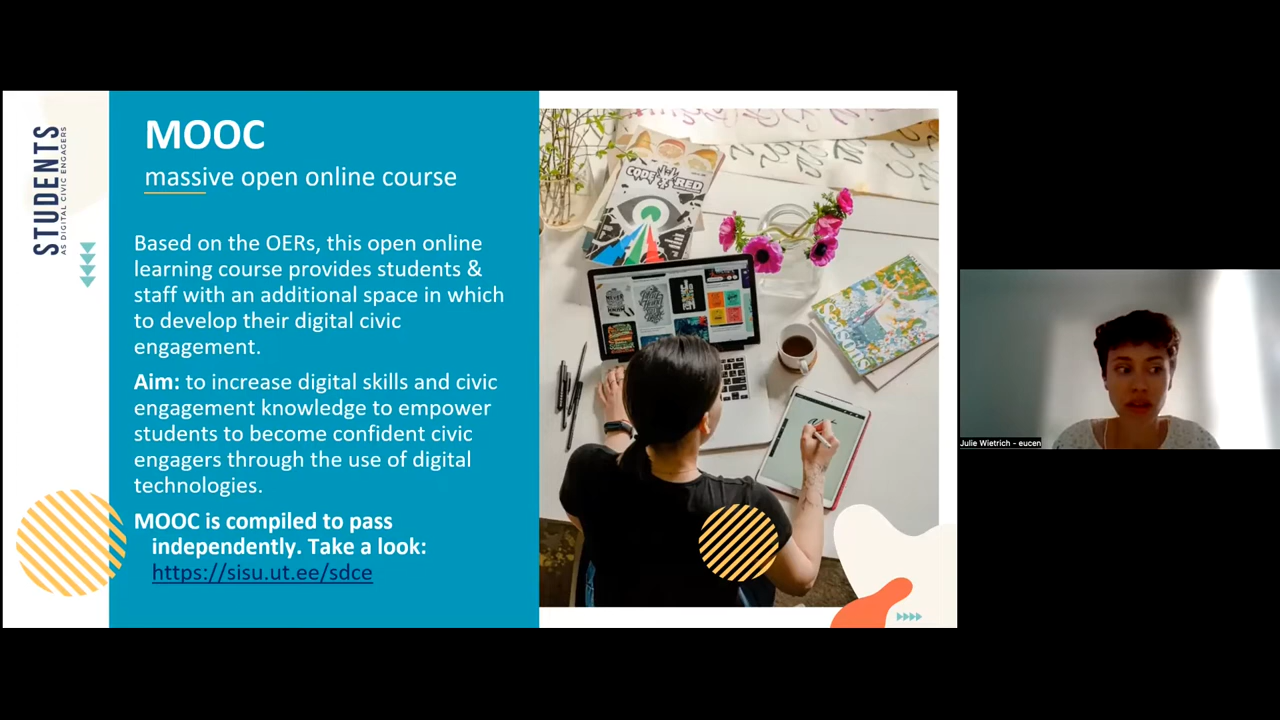 STUDENTS
AS DIGITAL CIVIC ENGAGERS
MOOC
massive open online course
Based on the OERs, this open online
learning course provides students &
staff with an additional space in which
to develop their digital civic
engagement.
Aim: to increase digital skills and civic
engagement knowledge to empower
students to become confident civic
engagers through the use of digital
technologies.
MOOC is compiled to pass
independently. Take a look:
https://sisu.ut.ee/sdce
CODE RED
Julie Wietrich - eucen